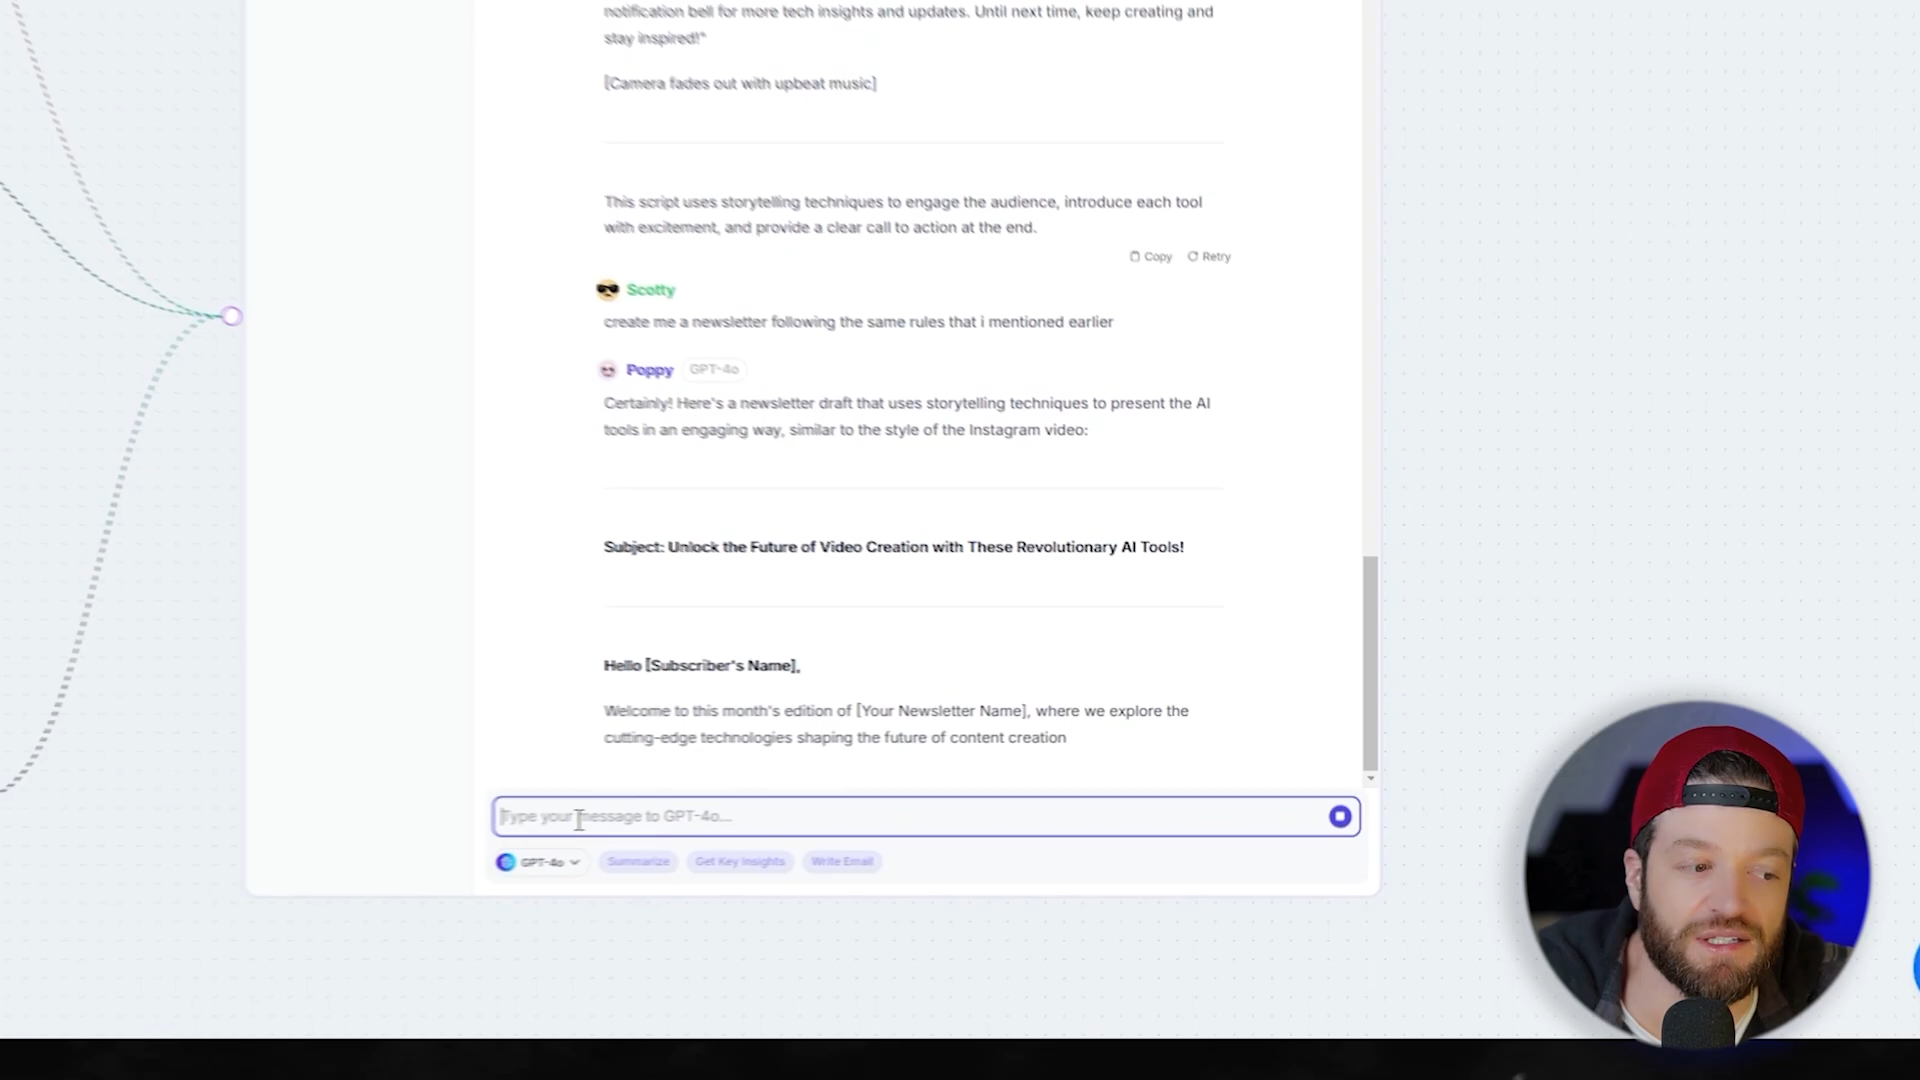 notification bell for more tech insights and updates. Until next time, keep creating and
stay inspired!"
[Camera fades out with upbeat music]
This script uses storytelling techniques to engage the audience, introduce each tool
with excitement, and provide a clear call to action at the end.
Copy Retry
Scotty
create me a newsletter following the same rules that i mentioned earlier
Poppy GPT-4o
Certainly! Here's a newsletter draft that uses storytelling techniques to present the AI
tools in an engaging way, similar to the style of the Instagram video:
Subject: Unlock the Future of Video Creation with These Revolutionary AI Tools!
Hello [Subscriber's Name],
Welcome to this month's edition of [Your Newsletter Name], where we explore the
cutting-edge technologies shaping the future of content creation
Type your message to GPT-4o...
GPT-4o Summarize Get Key Insights Write Email